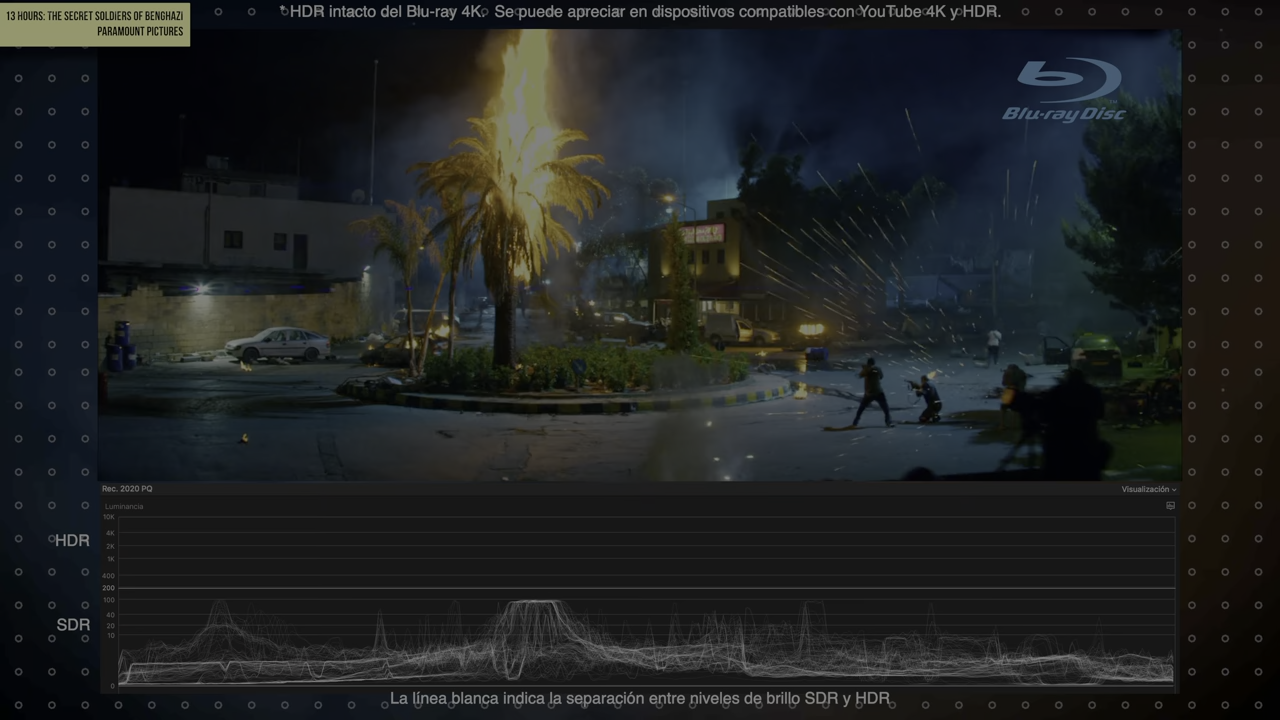 13 HOURS: THE SECRET SOLDIERS OF BENGHAZI
PARAMOUNT PICTURES
* HDR intacto del Blu-ray 4K. Se puede apreciar en dispositivos compatibles con YouTube 4K y HDR.
Blu-ray Disc
Rec. 2020 PQ
Visualización
Luminancia
10K
4K
2K
1K
400
200
100
40
20
10
0
HDR
SDR
La línea blanca indica la separación entre niveles de brillo SDR y HDR